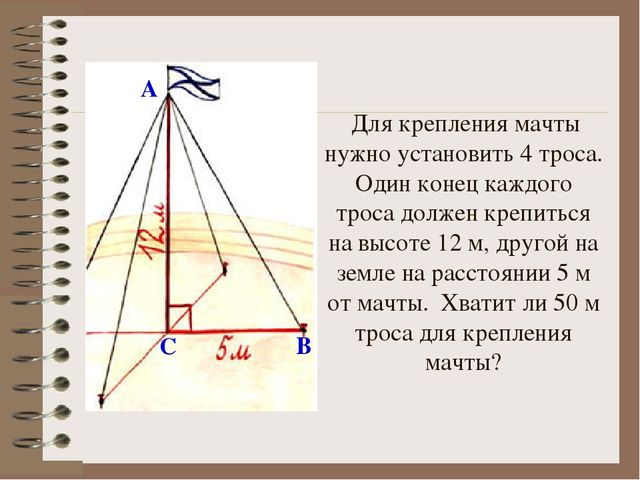 A
12 м
C
5м
B
Для крепления мачты
нужно установить 4 троса.
Один конец каждого
троса должен крепиться
на высоте 12 м, другой на
земле на расстоянии 5 м
от мачты. Хватит ли 50 м
троса для крепления
мачты?